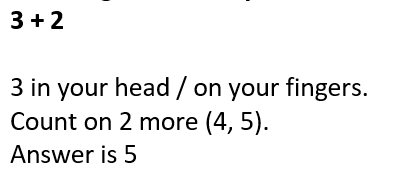 3 + 2
3 in your head / on your fingers.
Count on 2 more (4, 5).
Answer is 5